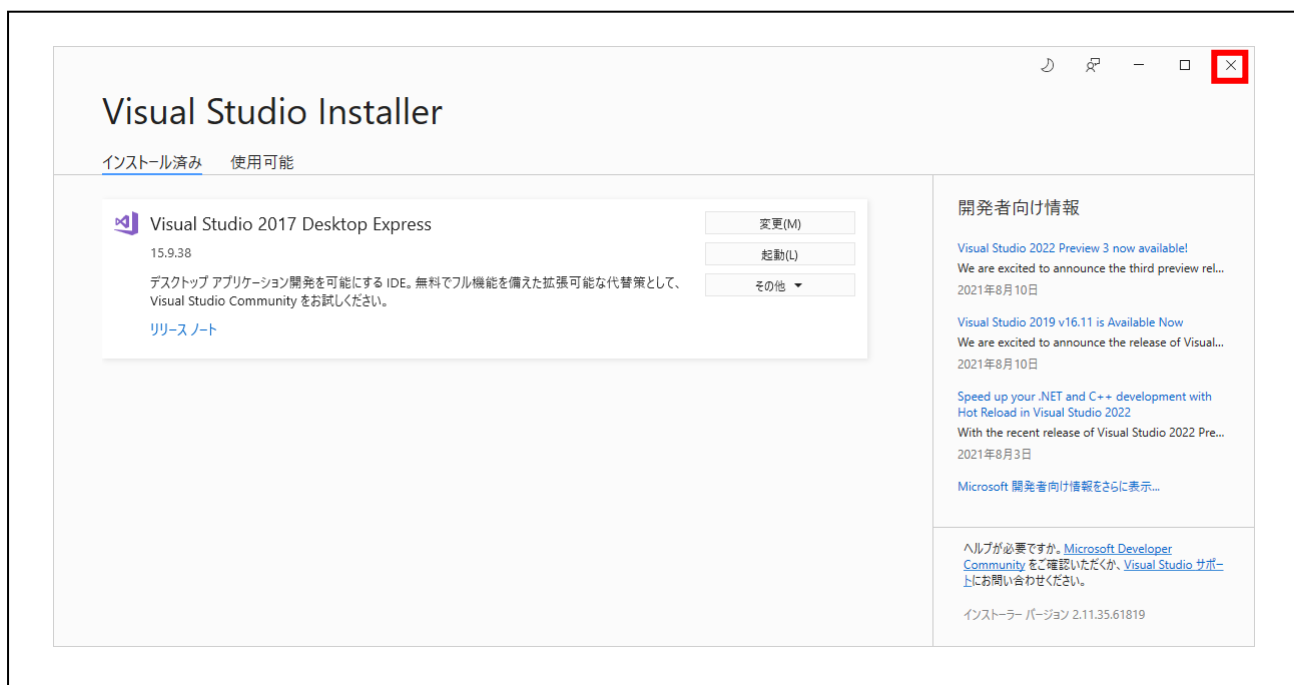 Visual Studio Installer
インストール済み 使用可能
Visual Studio 2017 Desktop Express
15.9.38
デスクトップ アプリケーション開発を可能にする IDE。無料でフル機能を備えた拡張可能な代替策として、
Visual Studio Community をお試しください。
リリース ノート
変更(M)
起動(L)
その他
開発者向け情報
Visual Studio 2022 Preview 3 now available!
We are excited to announce the third preview rel...
2021年8月10日
Visual Studio 2019 v16.11 is Available Now
We are excited to announce the release of Visual...
2021年8月10日
Speed up your .NET and C++ development with
Hot Reload in Visual Studio 2022
With the recent release of Visual Studio 2022 Pre...
2021年8月3日
Microsoft 開発者向け情報をさらに表示...
ヘルプが必要ですか。Microsoft Developer
Community をご確認いただくか、Visual Studio サポー
トにお問い合わせください。
インストーラー バージョン 2.11.35.61819